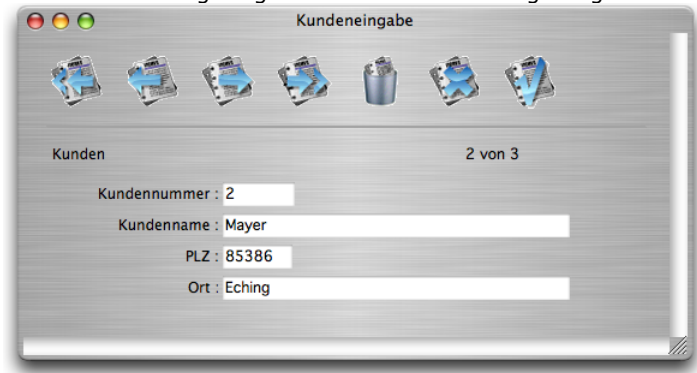 Kundeneingabe
Kunden 2 von 3
Kundennummer : 2
Kundenname : Mayer
PLZ : 85386
Ort : Eching